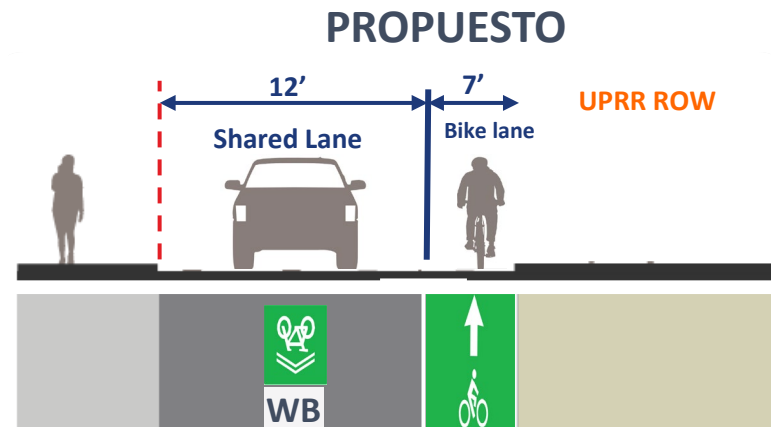 PROPUESTO
12’
7’
UPRR ROW
Shared Lane
Bike lane
WB